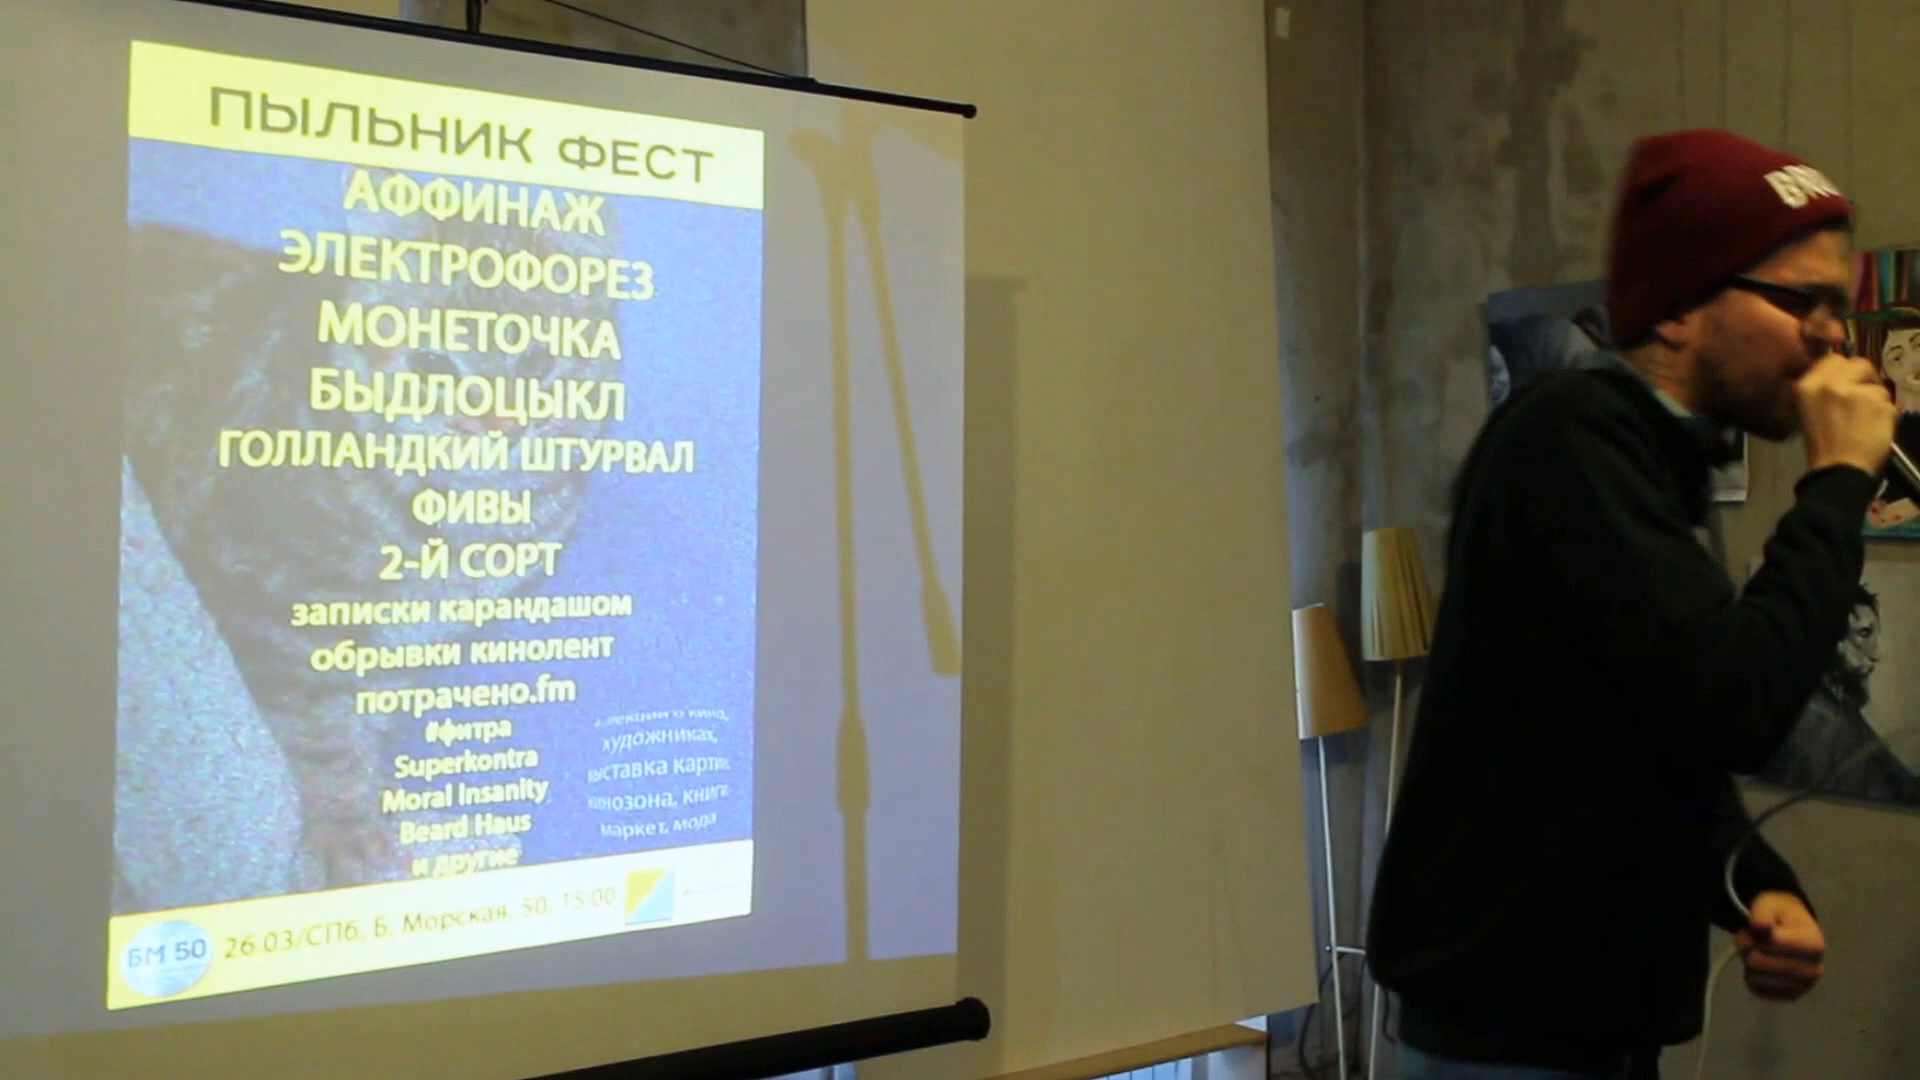 ПЫЛЬНИК ФЕСТ
АФФИНАЖ
ЭЛЕКТРОФОРЕЗ
МОНЕТОЧКА
БЫДЛОЦЫКЛ
ГОЛЛАНДКИЙ ШТУРВАЛ
ФИВЫ
2-Й СОРТ
записки карандашом
обрывки кинолент
потрачено.fm
#фитра
Superkontra
Moral Insanity
Beard Haus
и другие
художниках,
выставка картин,
кинозона, книги
маркет, мода
БМ 50
26.03/СПб, Б. Морская, 50, 15:00